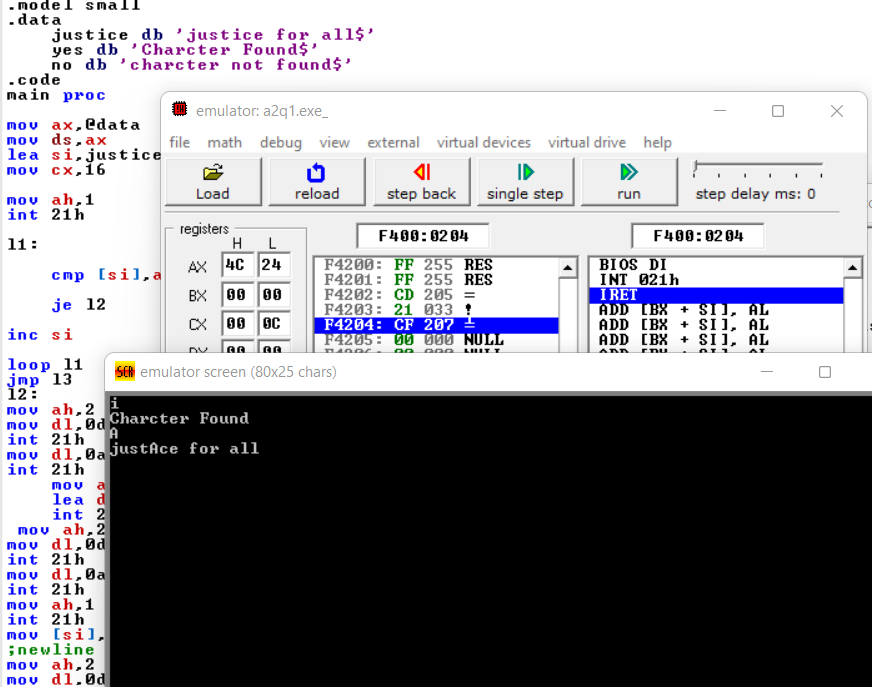 .model small
.data
justice db 'justice for all$'
yes db 'Charcter Found$'
no db 'charcter not found$'
.code
main proc
mov ax,@data
mov ds,ax
lea si,justice
mov cx,16
mov ah,1
int 21h
l1:
cmp [si],a
je l2
inc si
loop l1
jmp l3
l2:
mov ah,2
mov dl,0d
int 21h
mov dl,0a
int 21h
mov a
lea d
int 2
mov ah,2
mov dl,0d
int 21h
mov dl,0a
int 21h
mov ah,1
int 21h
mov [si],
;newline
mov ah,2
mov dl,0d
emulator: a2q1.exe_
file math debug view external virtual devices virtual drive help
Load reload step back single step run step delay ms: 0
registers
H L
AX 4C 24
BX 00 00
CX 00 0C
F400:0204 F400:0204
F4200: FF 255 RES
F4201: FF 255 RES
F4202: CD 205 =
F4203: 21 033 !
F4204: CF 207 ╧
F4205: 00 000 NULL
BIOS DI
INT 021h
IRET
ADD [BX + SI], AL
ADD [BX + SI], AL
ADD [BX + SI], AL
ADD [BX + SI], AL
SCR emulator screen (80x25 chars)
i
Charcter Found
A
justAce for all